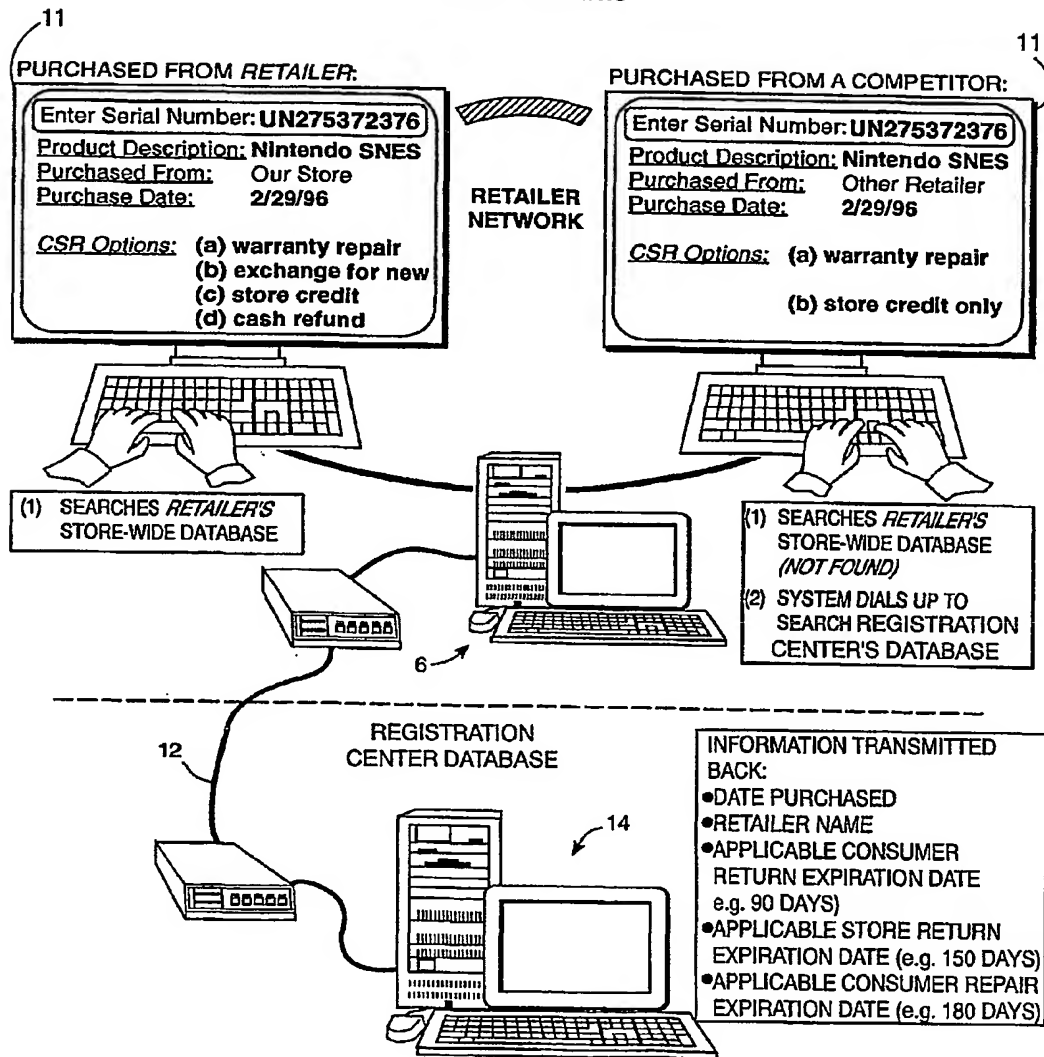 11
11
PURCHASED FROM RETAILER:
Enter Serial Number: UN275372376
Product Description: Nintendo SNES
Purchased From: Our Store
Purchase Date: 2/29/96
CSR Options: (a) warranty repair
(b) exchange for new
(c) store credit
(d) cash refund
RETAILER
NETWORK
PURCHASED FROM A COMPETITOR:
Enter Serial Number: UN275372376
Product Description: Nintendo SNES
Purchased From: Other Retailer
Purchase Date: 2/29/96
CSR Options: (a) warranty repair
(b) store credit only
(1) SEARCHES RETAILER'S
STORE-WIDE DATABASE
(1) SEARCHES RETAILER'S
STORE-WIDE DATABASE
(NOT FOUND)
(2) SYSTEM DIALS UP TO
SEARCH REGISTRATION
CENTER'S DATABASE
6
12
REGISTRATION
CENTER DATABASE
14
INFORMATION TRANSMITTED
BACK:
•DATE PURCHASED
•RETAILER NAME
•APPLICABLE CONSUMER
RETURN EXPIRATION DATE
e.g. 90 DAYS)
•APPLICABLE STORE RETURN
EXPIRATION DATE (e.g. 150 DAYS)
•APPLICABLE CONSUMER REPAIR
EXPIRATION DATE (e.g. 180 DAYS)